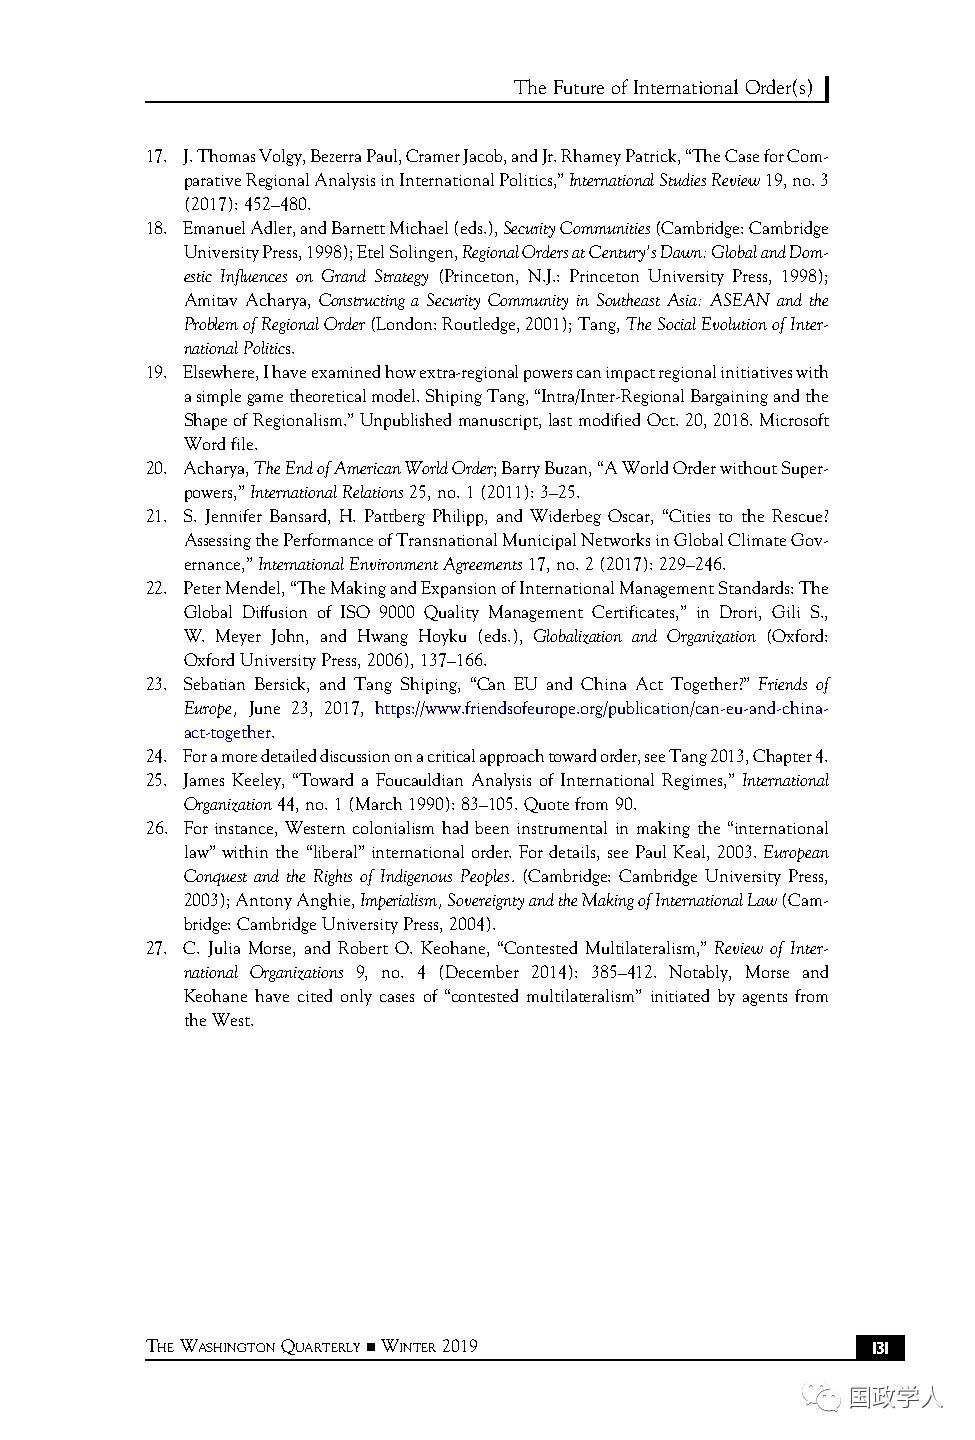 The Future of International Order(s)
17. J. Thomas Volgy, Bezerra Paul, Cramer Jacob, and Jr. Rhamey Patrick, “The Case for Com-
parative Regional Analysis in International Politics,” International Studies Review 19, no. 3
(2017): 452–480.
18. Emanuel Adler, and Barnett Michael (eds.), Security Communities (Cambridge: Cambridge
University Press, 1998); Etel Solingen, Regional Orders at Century’s Dawn: Global and Dom-
estic Influences on Grand Strategy (Princeton, N.J.: Princeton University Press, 1998);
Amitav Acharya, Constructing a Security Community in Southeast Asia: ASEAN and the
Problem of Regional Order (London: Routledge, 2001); Tang, The Social Evolution of Inter-
national Politics.
19. Elsewhere, I have examined how extra-regional powers can impact regional initiatives with
a simple game theoretical model. Shiping Tang, “Intra/Inter-Regional Bargaining and the
Shape of Regionalism.” Unpublished manuscript, last modified Oct. 20, 2018. Microsoft
Word file.
20. Acharya, The End of American World Order; Barry Buzan, “A World Order without Super-
powers,” International Relations 25, no. 1 (2011): 3–25.
21. S. Jennifer Bansard, H. Pattberg Philipp, and Widerbeg Oscar, “Cities to the Rescue?
Assessing the Performance of Transnational Municipal Networks in Global Climate Gov-
ernance,” International Environment Agreements 17, no. 2 (2017): 229–246.
22. Peter Mendel, “The Making and Expansion of International Management Standards: The
Global Diffusion of ISO 9000 Quality Management Certificates,” in Drori, Gili S.,
W. Meyer John, and Hwang Hoyku (eds.), Globalization and Organization (Oxford:
Oxford University Press, 2006), 137–166.
23. Sebatian Bersick, and Tang Shiping, “Can EU and China Act Together?” Friends of
Europe, June 23, 2017, https://www.friendsofeurope.org/publication/can-eu-and-china-
act-together.
24. For a more detailed discussion on a critical approach toward order, see Tang 2013, Chapter 4.
25. James Keeley, “Toward a Foucauldian Analysis of International Regimes,” International
Organization 44, no. 1 (March 1990): 83–105. Quote from 90.
26. For instance, Western colonialism had been instrumental in making the “international
law” within the “liberal” international order. For details, see Paul Keal, 2003. European
Conquest and the Rights of Indigenous Peoples. (Cambridge: Cambridge University Press,
2003); Antony Anghie, Imperialism, Sovereignty and the Making of International Law (Cam-
bridge: Cambridge University Press, 2004).
27. C. Julia Morse, and Robert O. Keohane, “Contested Multilateralism,” Review of Inter-
national Organizations 9, no. 4 (December 2014): 385–412. Notably, Morse and
Keohane have cited only cases of “contested multilateralism” initiated by agents from
the West.
The Washington Quarterly ■ Winter 2019 131
国政学人